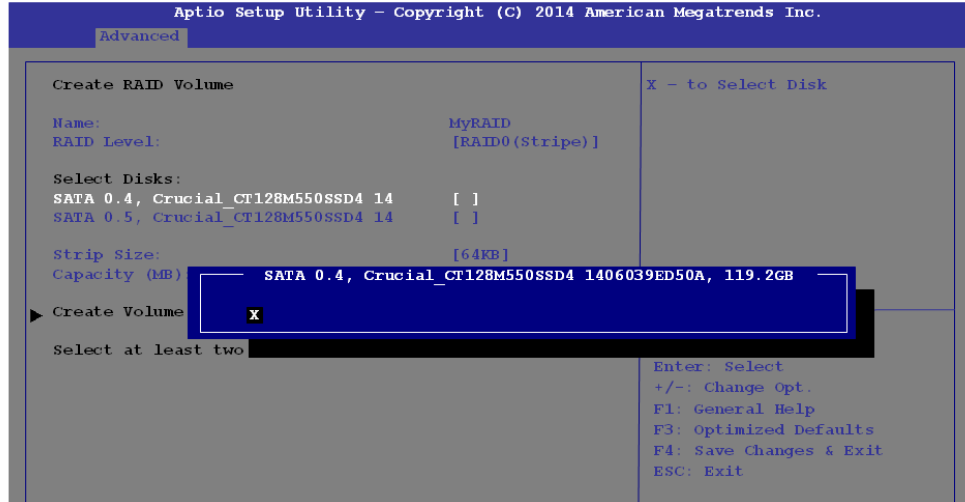 Aptio Setup Utility – Copyright (C) 2014 American Megatrends Inc.
Advanced
Create RAID Volume
X – to Select Disk
Name: MyRAID
RAID Level: [RAID0(Stripe)]
Select Disks:
SATA 0.4, Crucial_CT128M550SSD4 14 [ ]
SATA 0.5, Crucial_CT128M550SSD4 14 [ ]
Strip Size: [64KB]
Capacity (MB):
SATA 0.4, Crucial_CT128M550SSD4 1406039ED50A, 119.2GB
X
Create Volume
Select at least two
Enter: Select
+/-: Change Opt.
F1: General Help
F3: Optimized Defaults
F4: Save Changes & Exit
ESC: Exit